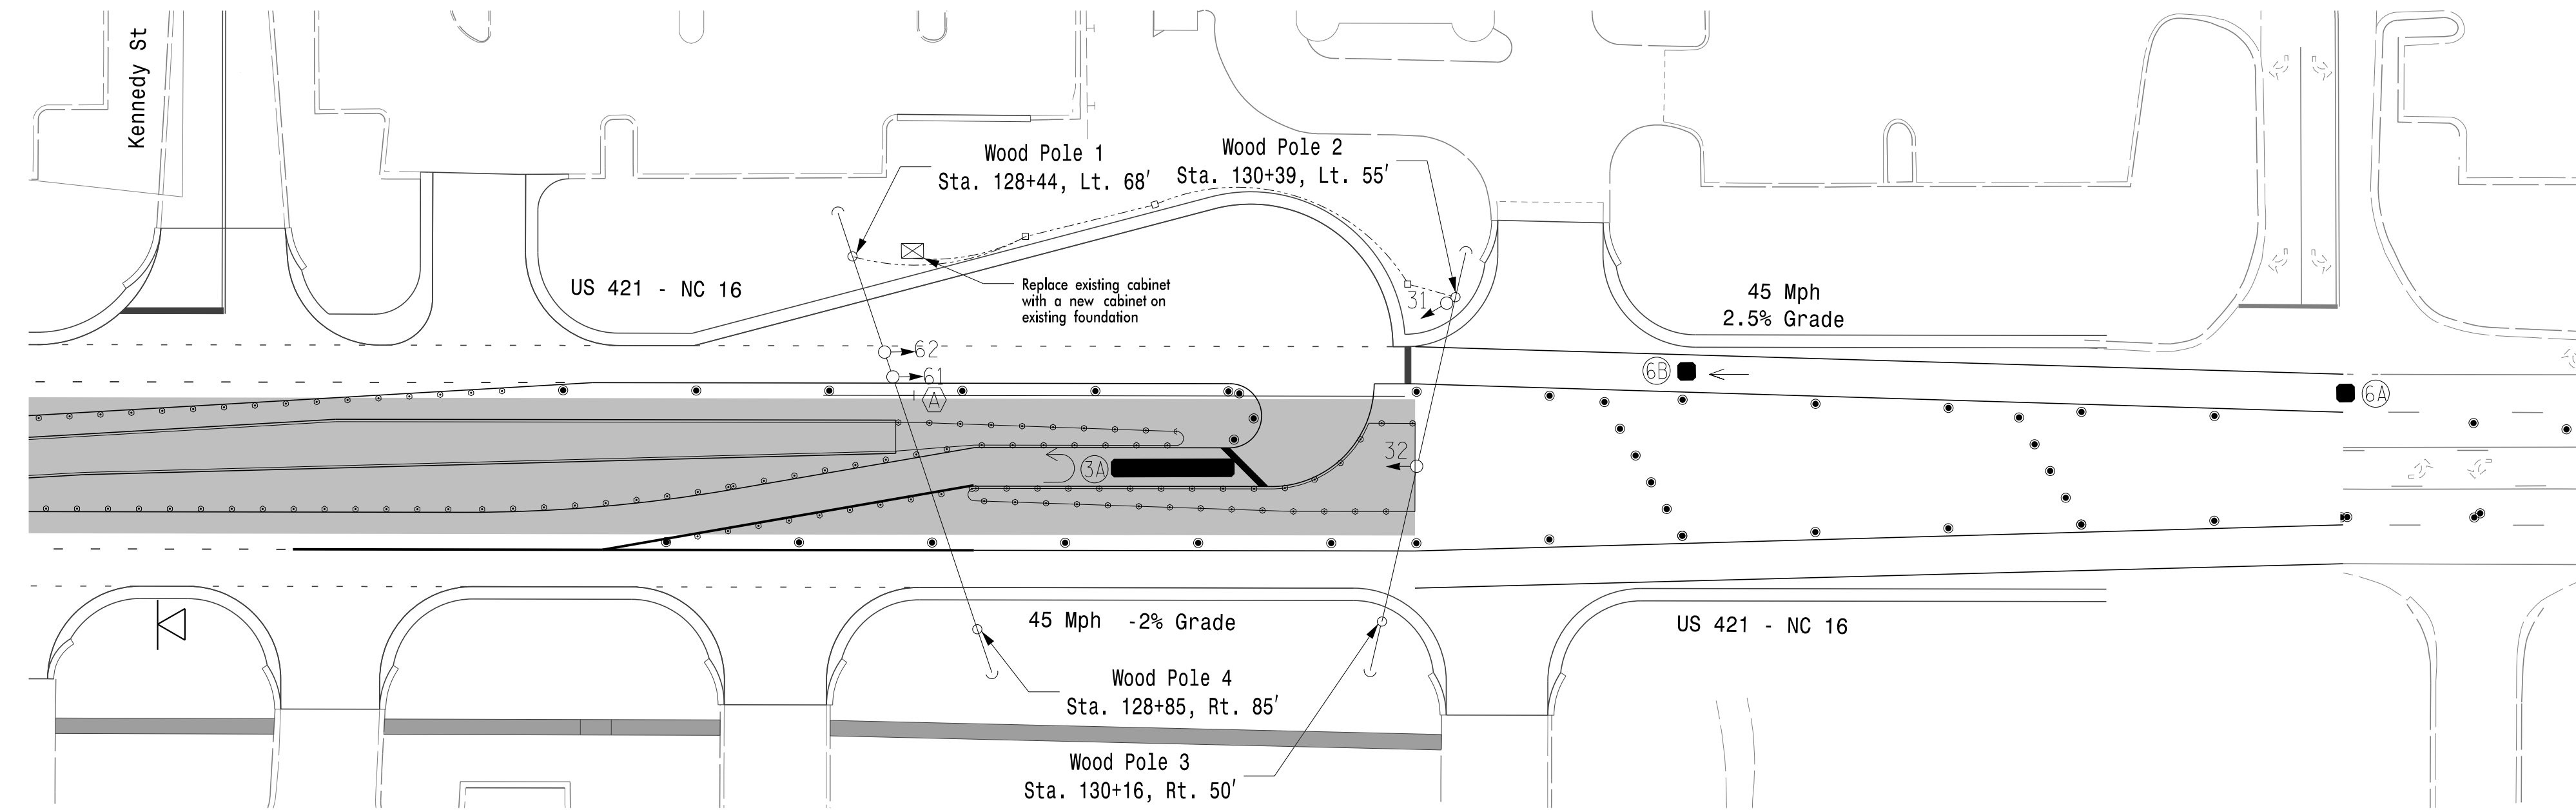 Kennedy St
Wood Pole 1
Sta. 128+44, Lt. 68'
Wood Pole 2
Sta. 130+39, Lt. 55'
US 421 - NC 16
Replace existing cabinet
with a new cabinet on
existing foundation
31
45 Mph
2.5% Grade
62
61
A
6B
6A
32
3A
45 Mph -2% Grade
US 421 - NC 16
Wood Pole 4
Sta. 128+85, Rt. 85'
Wood Pole 3
Sta. 130+16, Rt. 50'